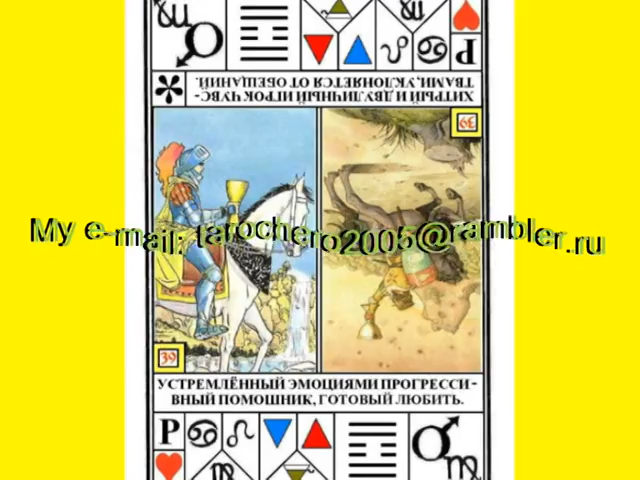 Р
ХИТРЫЙ И ДВУЛИЧНЫЙ ИГРОК ЧУВС-
ТВАМИ, УКЛОНЯЕТСЯ ОТ ОБЕЩАНИЙ.
39
My e-mail: tarochero2005@rambler.ru
39
УСТРЕМЛЁННЫЙ ЭМОЦИЯМИ ПРОГРЕССИ-
ВНЫЙ ПОМОШНИК, ГОТОВЫЙ ЛЮБИТЬ.
Р